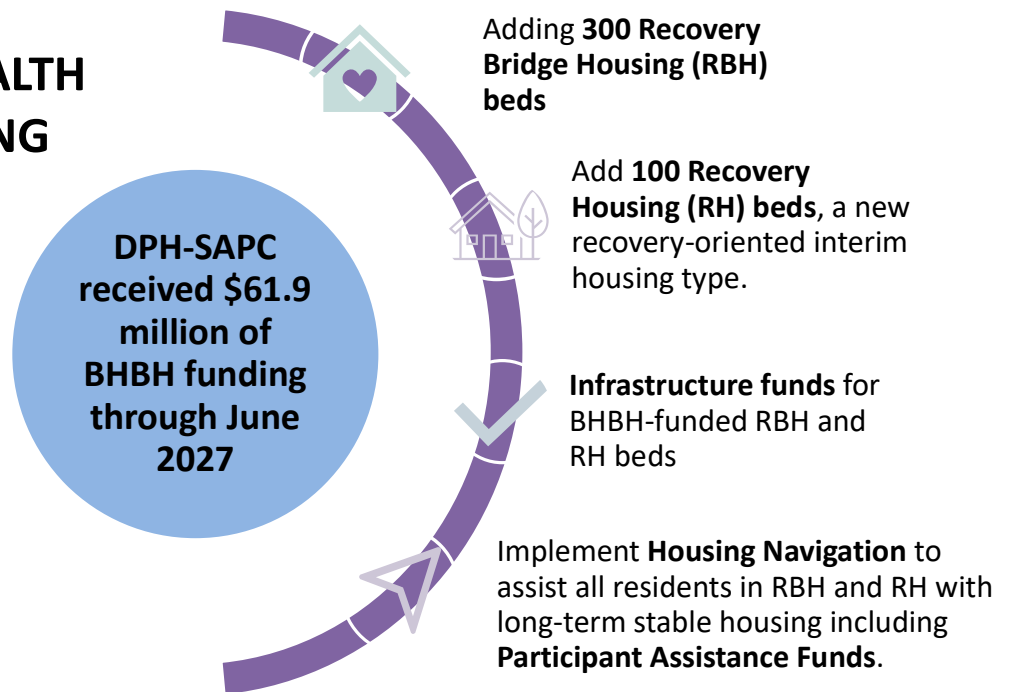 ALTH
NG
DPH-SAPC
received $61.9
million of
BHBH funding
through June
2027
Adding 300 Recovery
Bridge Housing (RBH)
beds
Add 100 Recovery
Housing (RH) beds, a new
recovery-oriented interim
housing type.
Infrastructure funds for
BHBH-funded RBH and
RH beds
Implement Housing Navigation to
assist all residents in RBH and RH with
long-term stable housing including
Participant Assistance Funds.